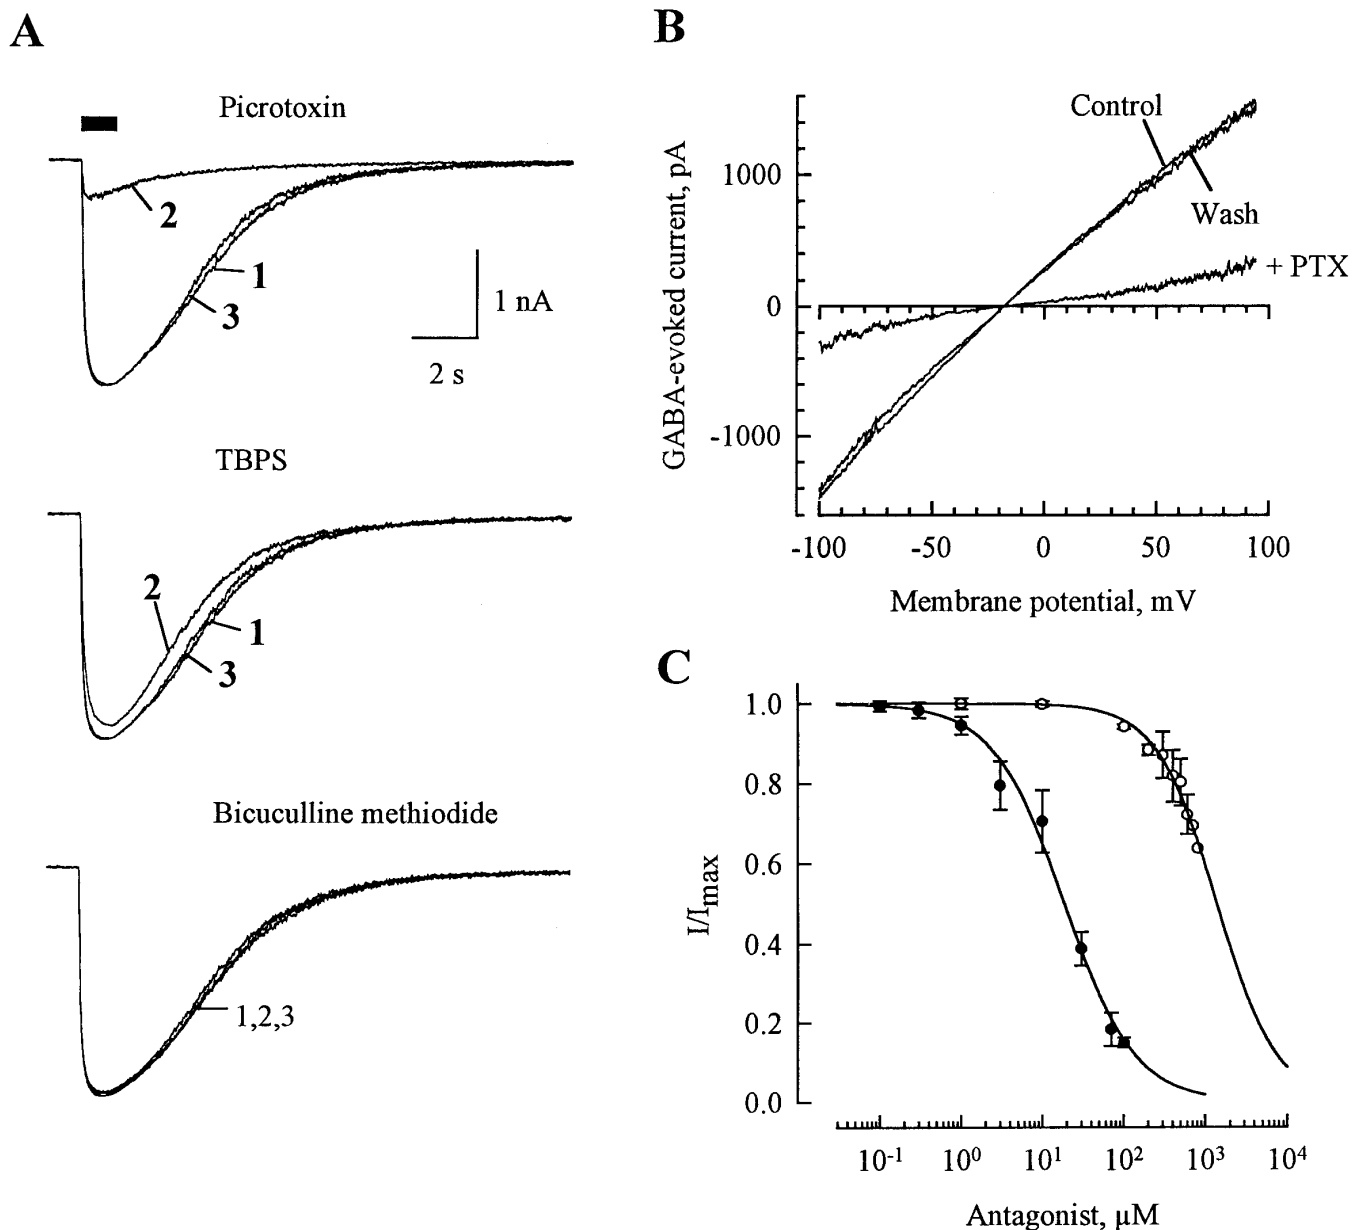 A
Picrotoxin
2
1
3
1 nA
2 s
TBPS
2
1
3
Bicuculline methiodide
1,2,3
B
GABA-evoked current, pA
1000
0
-1000
Control
Wash
+ PTX
-100 -50 0 50 100
Membrane potential, mV
C
I/Imax
1.0
0.8
0.6
0.4
0.2
0.0
10-1 100 101 102 103 104
Antagonist, µM